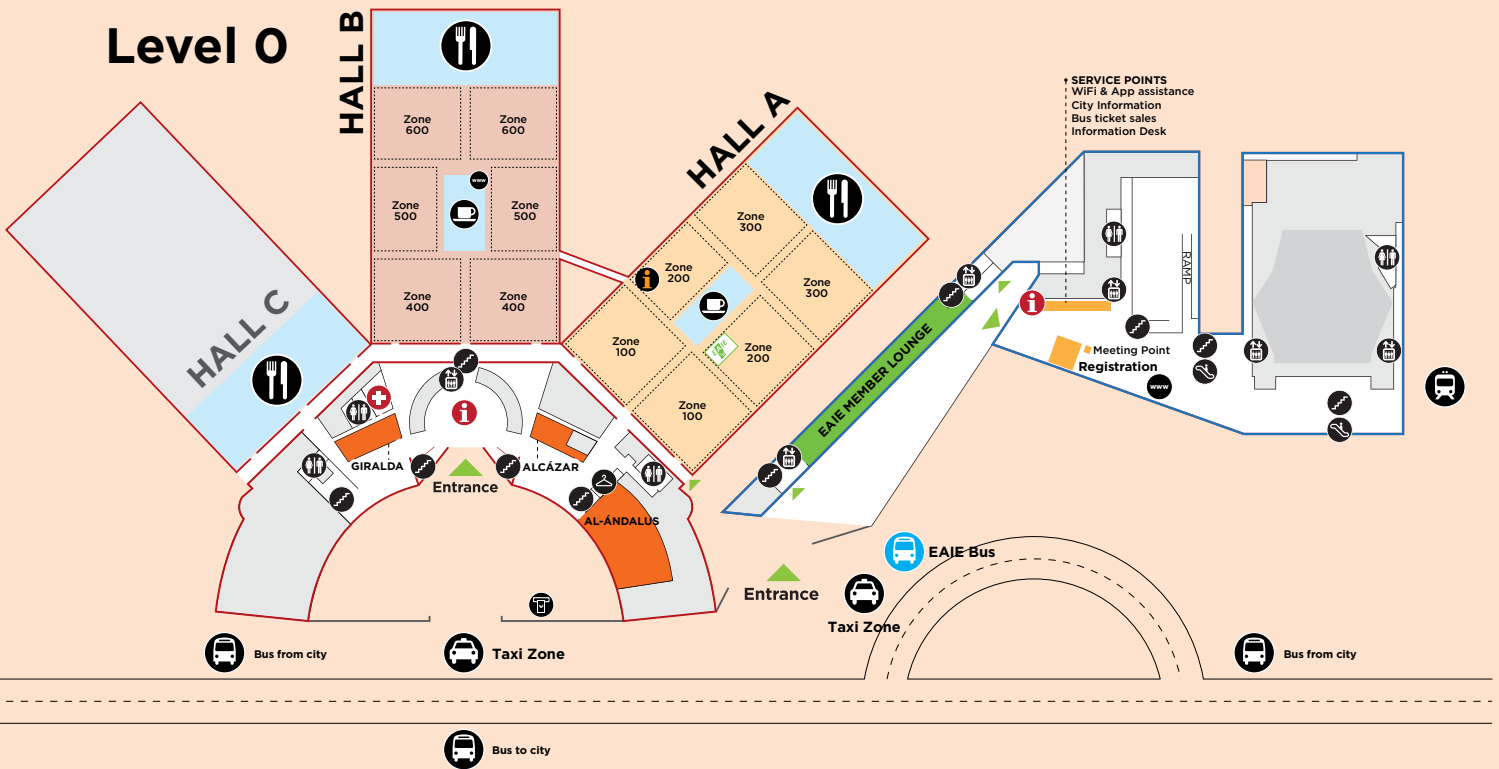 Level 0
HALL B
HALL A
HALL C
SERVICE POINTS
WiFi & App assistance
City Information
Bus ticket sales
Information Desk
Zone
600
Zone
600
Zone
500
www
Zone
500
Zone
400
Zone
400
Zone
300
Zone
300
i
Zone
200
Zone
200
EAIE
Zone
100
Zone
100
EAIE MEMBER LOUNGE
RAMP
i
Meeting Point
Registration
www
i
GIRALDA
ALCÁZAR
Entrance
AL-ÁNDALUS
EAIE Bus
Entrance
Taxi Zone
Bus from city
Taxi Zone
Bus from city
Bus to city